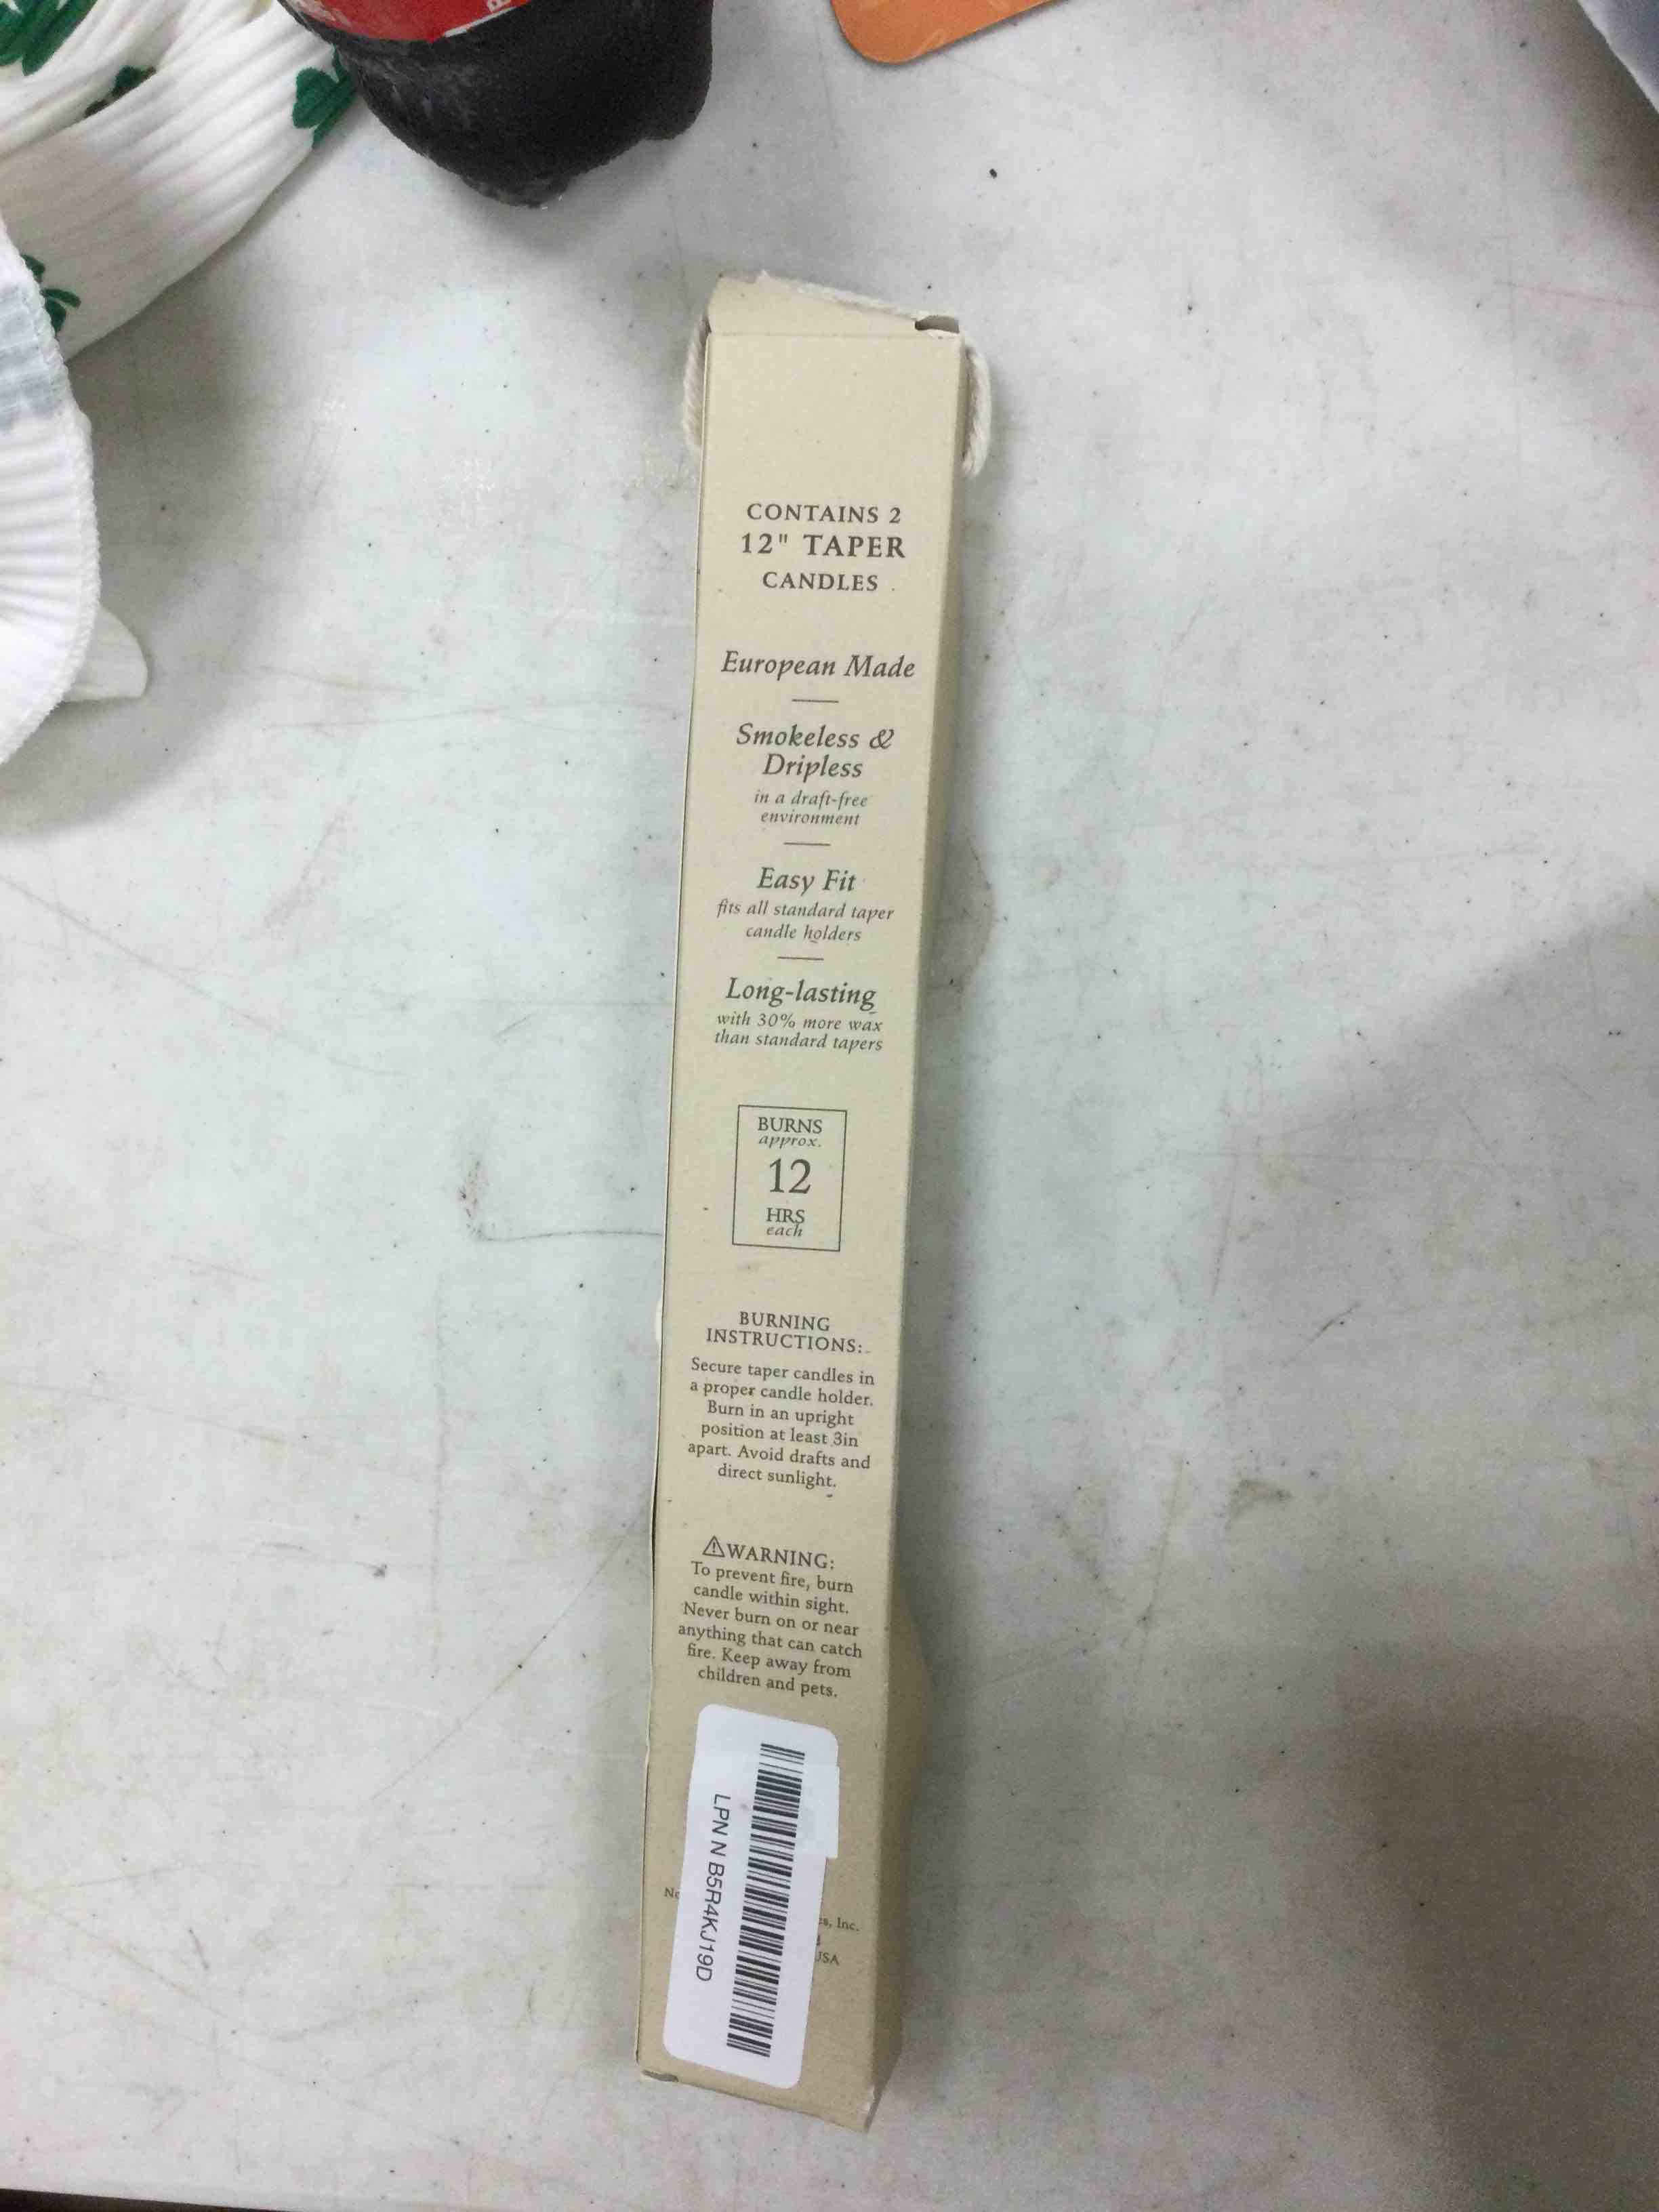 CONTAINS 2
12" TAPER
CANDLES
European Made
Smokeless &
Dripless
in a draft-free
environment
Easy Fit
fits all standard taper
candle holders
Long-lasting
with 30% more wax
than standard tapers
BURNS
approx.
12
HRS
each
BURNING
INSTRUCTIONS:
Secure taper candles in
a proper candle holder.
Burn in an upright
position at least 3in
apart. Avoid drafts and
direct sunlight.
⚠WARNING:
To prevent fire, burn
candle within sight.
Never burn on or near
anything that can catch
fire. Keep away from
children and pets.
LPN N B5R4KJ19D
Inc.
USA